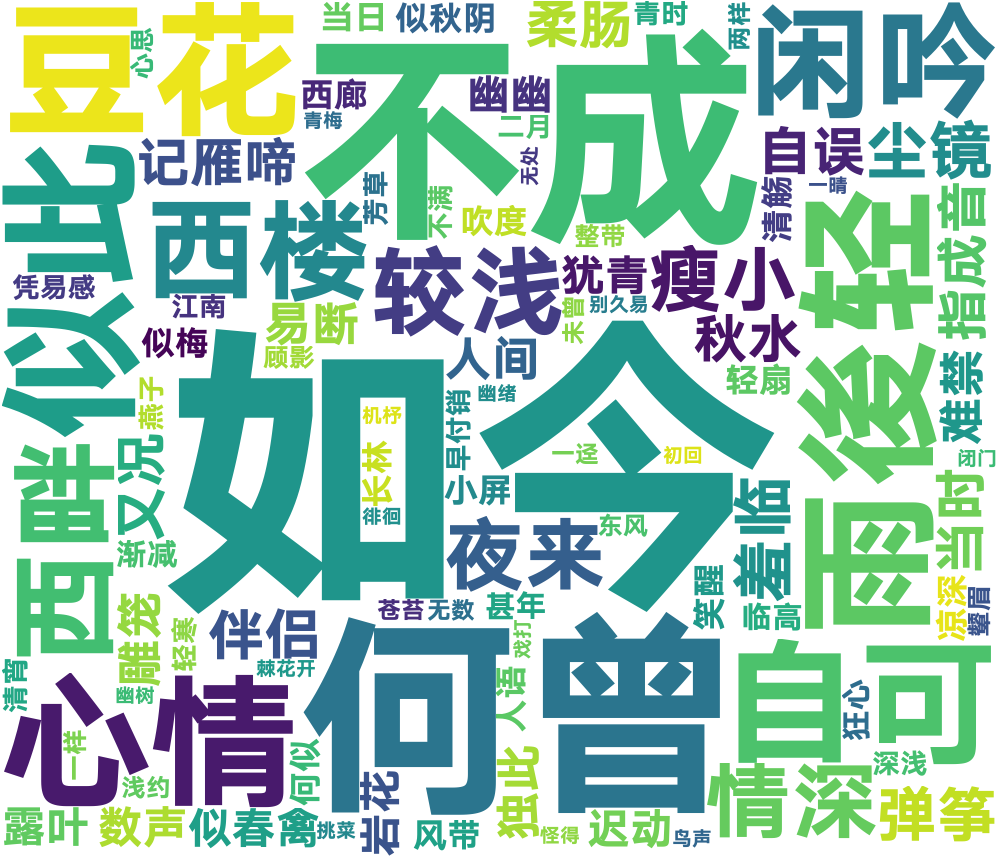 豆花
心思
当日
似秋阴
柔肠
青时
两样
闲吟
不成
西廊
青梅
幽幽
二月
无处
记雁啼
自误
尘镜
一晴
清觞
似此
西楼
芳草
不满
吹度
整带
轻
指成音
凭易感
江南
似梅
易断
顾影
较浅
犹青
瘦小
未曾
别久易
秋水
人间
幽绪
轻扇
难禁
雨後
燕子
如今
机杼
早付销
长林
徘徊
小屏
一迳
初回
闭门
西畔
又况
渐减
夜来
东风
羞临
当时
雕笼
轻寒
伴侣
苍苔
无数
甚年
笑醒
临高
凉深
颦眉
清宵
幽树
棘花开
戏打
人语
心情
何曾
自可
狂心
一样
浅约
何似
岩花
独此
情深
深浅
弹筝
露叶
数声
似春禽
挑菜
风带
怪得
迟动
鸟声